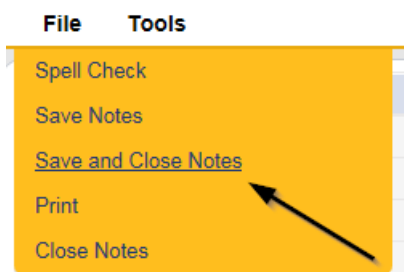 File Tools
Spell Check
Save Notes
Save and Close Notes
Print
Close Notes